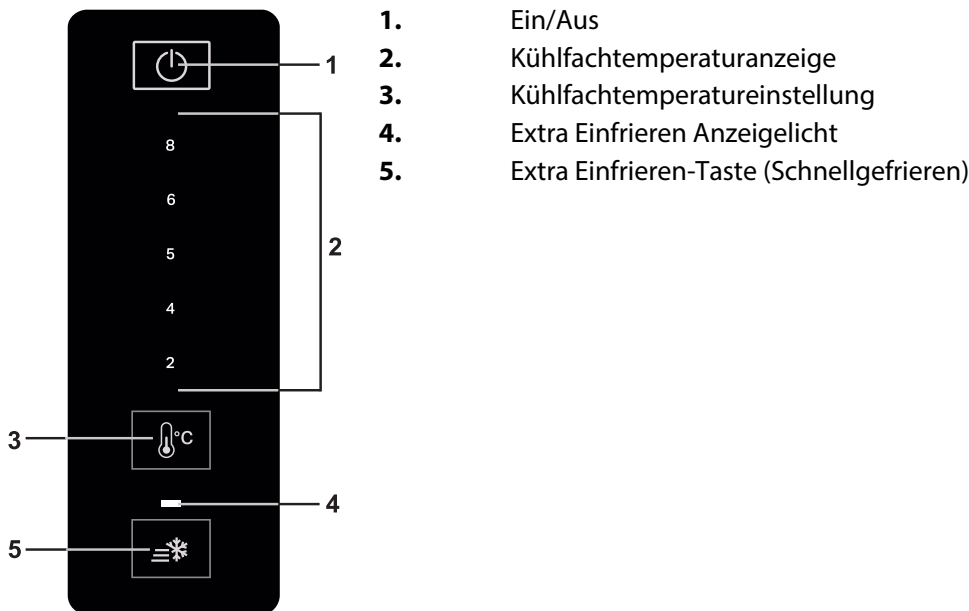 1. Ein/Aus
2. Kühlfachtemperaturanzeige
3. Kühlfachtemperatureinstellung
4. Extra Einfrieren Anzeigelicht
5. Extra Einfrieren-Taste (Schnellgefrieren)
1
8
6
5
2
4
2
3
°C
4
5